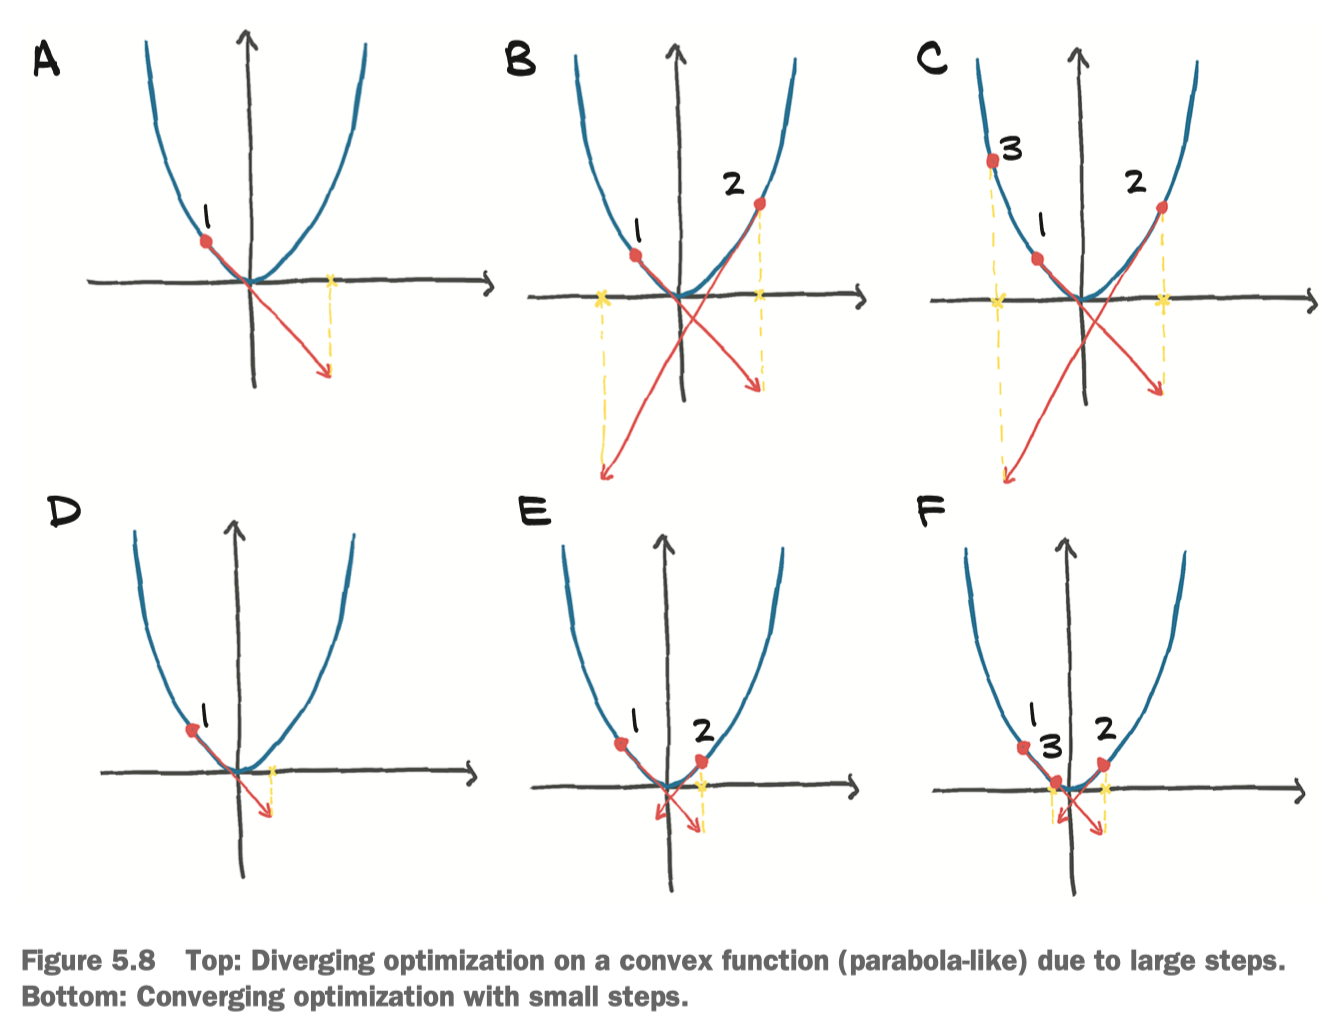 A
1
B
1
2
C
3
1
2
D
1
E
1
2
F
1
3
2
Figure 5.8 Top: Diverging optimization on a convex function (parabola-like) due to large steps.
Bottom: Converging optimization with small steps.